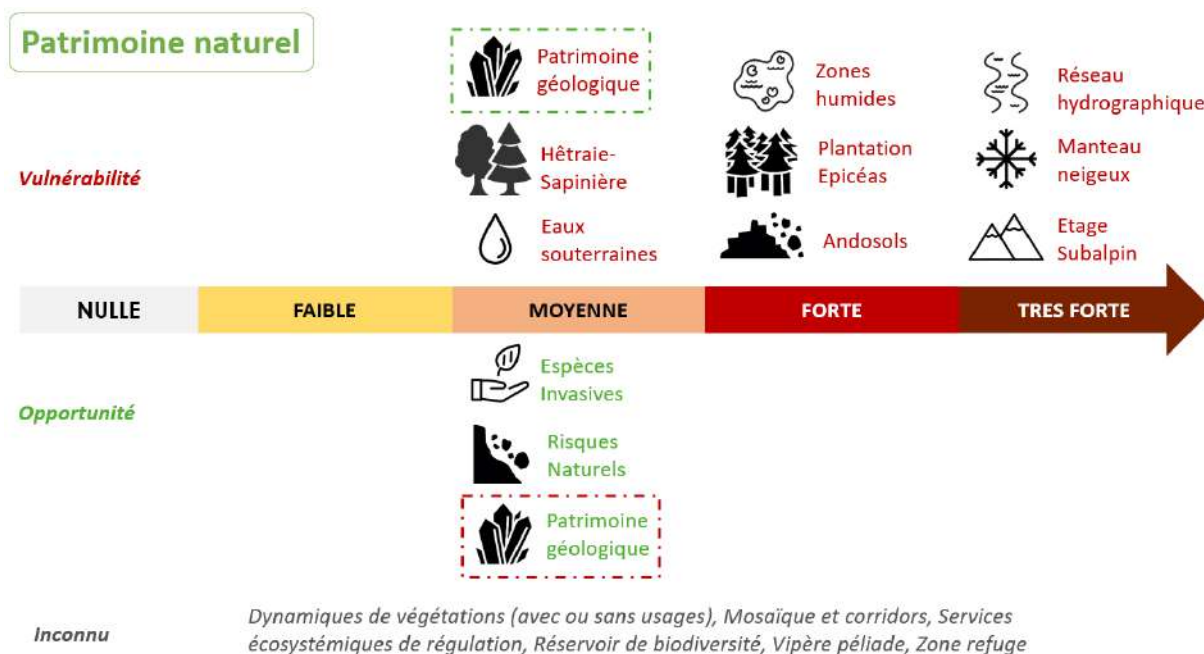 Patrimoine naturel
Patrimoine
géologique
Zones
humides
Réseau
hydrographique
Vulnérabilité
Hêtraie-
Sapinière
Plantation
Epicéas
Manteau
neigeux
Eaux
souterraines
Andosols
Etage
Subalpin
NULLE
FAIBLE
MOYENNE
FORTE
TRES FORTE
Opportunité
Espèces
Invasives
Risques
Naturels
Patrimoine
géologique
Inconnu
Dynamiques de végétations (avec ou sans usages), Mosaïque et corridors, Services
écosystémiques de régulation, Réservoir de biodiversité, Vipère péliade, Zone refuge